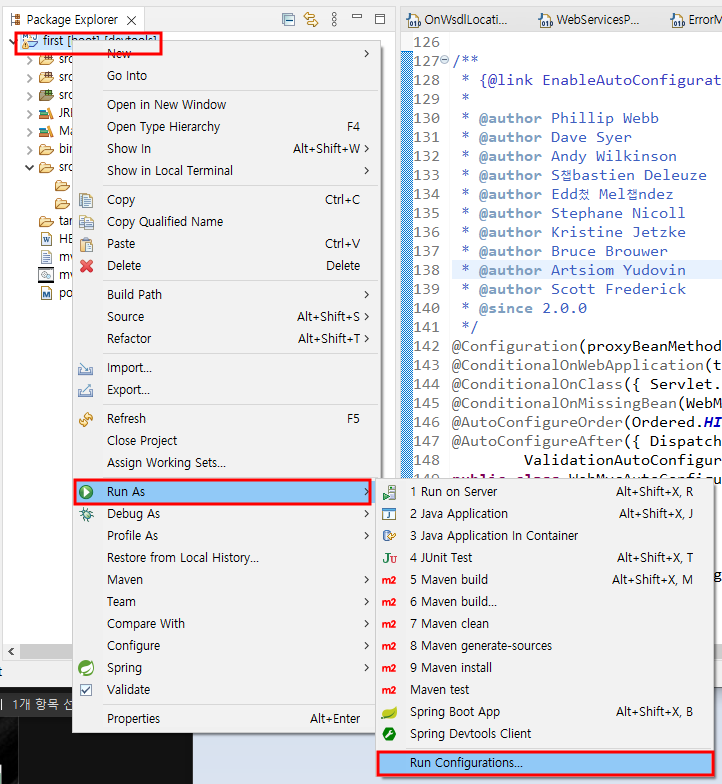 Package Explorer
first [boot] [devtools]
src
src
src
JRE
Ma
bin
src
tar
HE
mv
mv
po
New
Go Into
Open in New Window
Open Type Hierarchy F4
Show In Alt+Shift+W
Show in Local Terminal
Copy Ctrl+C
Copy Qualified Name
Paste Ctrl+V
Delete Delete
Build Path
Source Alt+Shift+S
Refactor Alt+Shift+T
Import...
Export...
Refresh F5
Close Project
Assign Working Sets...
Run As
Debug As
Profile As
Restore from Local History...
Maven
Team
Compare With
Configure
Spring
Validate
Properties Alt+Enter
1 Run on Server Alt+Shift+X, R
2 Java Application Alt+Shift+X, J
3 Java Application In Container
4 JUnit Test Alt+Shift+X, T
5 Maven build Alt+Shift+X, M
6 Maven build...
7 Maven clean
8 Maven generate-sources
9 Maven install
Maven test
Spring Boot App Alt+Shift+X, B
Spring Devtools Client
Run Configurations...
OnWsdlLocati... WebServicesP... ErrorM
126
127 /**
128 * {@link EnableAutoConfigurat
129 *
130 * @author Phillip Webb
131 * @author Dave Syer
132 * @author Andy Wilkinson
133 * @author S챕bastien Deleuze
134 * @author Edd첬 Mel챕ndez
135 * @author Stephane Nicoll
136 * @author Kristine Jetzke
137 * @author Bruce Brouwer
138 * @author Artsiom Yudovin
139 * @author Scott Frederick
140 * @since 2.0.0
141 */
142 @Configuration(proxyBeanMethod
143 @ConditionalOnWebApplication(t
144 @ConditionalOnClass({ Servlet.
145 @ConditionalOnMissingBean(WebM
146 @AutoConfigureOrder(Ordered.HI
147 @AutoConfigureAfter({ Dispatch
148 ValidationAutoConfigur
149 public class WebMvcAutoConfigu
1개 항목 선